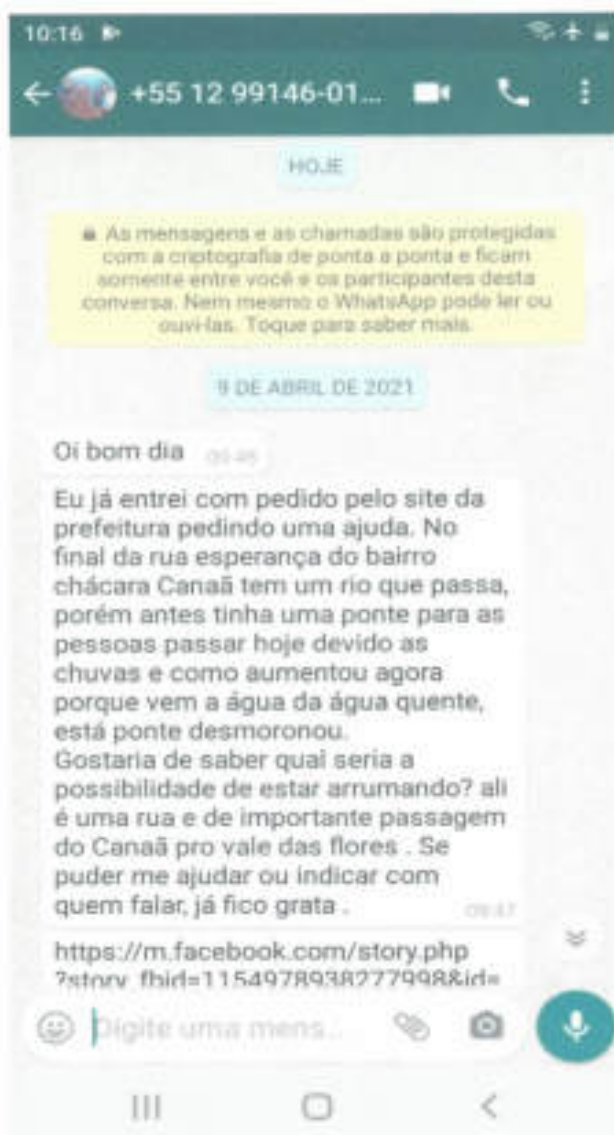 10:16
+55 12 99146-01...
HOJE
As mensagens e as chamadas são protegidas
com a criptografia de ponta a ponta e ficam
somente entre você e os participantes desta
conversa. Nem mesmo o WhatsApp pode ler ou
ouvi-las. Toque para saber mais.
9 DE ABRIL DE 2021
Oi bom dia
Eu já entrei com pedido pelo site da
prefeitura pedindo uma ajuda. No
final da rua esperança do bairro
chácara Canaã tem um rio que passa,
porém antes tinha uma ponte para as
pessoas passar hoje devido as
chuvas e como aumentou agora
porque vem a água da água quente,
está ponte desmoronou.
Gostaria de saber qual seria a
possibilidade de estar arrumando? ali
é uma rua e de importante passagem
do Canaã pro vale das flores . Se
puder me ajudar ou indicar com
quem falar, já fico grata .
09:47
https://m.facebook.com/story.php
?story_fbid=1154978938277998&id=
Digite uma mens...